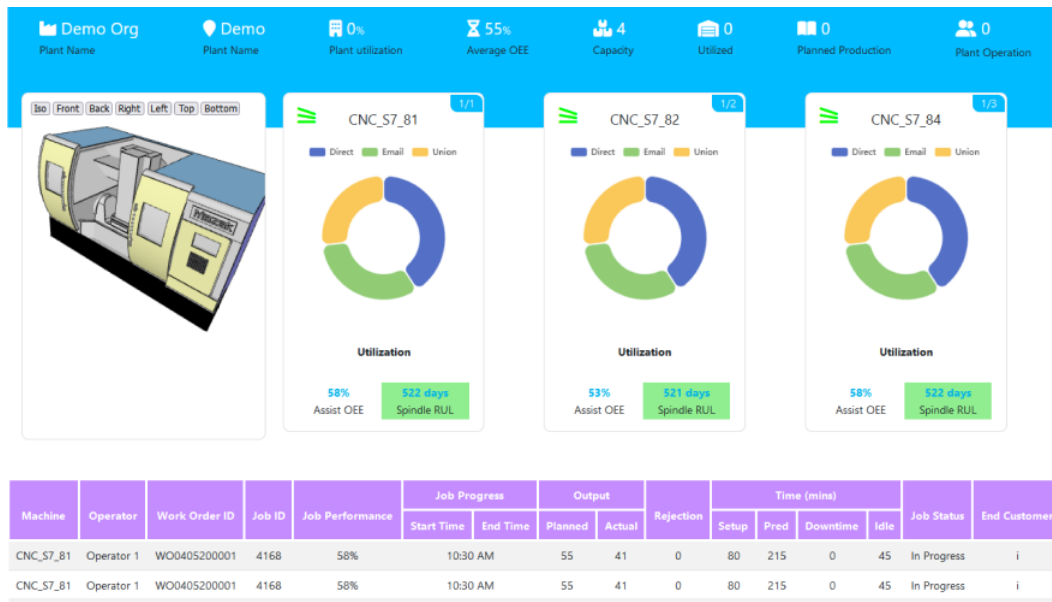 Demo Org
Plant Name
Demo
Plant Name
0%
Plant utilization
55%
Average OEE
4
Capacity
0
Utilized
0
Planned Production
0
Plant Operation
Iso Front Back Right Left Top Bottom
Mazak
1/1
CNC_S7_81
Direct Email Union
Utilization
58%
Assist OEE
522 days
Spindle RUL
1/2
CNC_S7_82
Direct Email Union
Utilization
53%
Assist OEE
521 days
Spindle RUL
1/3
CNC_S7_84
Direct Email Union
Utilization
58%
Assist OEE
522 days
Spindle RUL
Machine Operator Work Order ID Job ID Job Performance Job Progress Output Rejection Time (mins) Job Status End Customer
Start Time End Time Planned Actual Setup Pred Downtime Idle
CNC_S7_81 Operator 1 WO0405200001 4168 58% 10:30 AM 55 41 0 80 215 0 45 In Progress i
CNC_S7_81 Operator 1 WO0405200001 4168 58% 10:30 AM 55 41 0 80 215 0 45 In Progress i